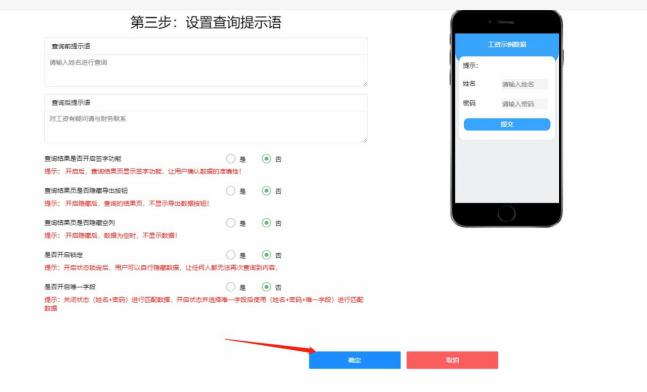 第三步：设置查询提示语
查询前提示语
请输入姓名进行查询
查询后提示语
对工资有疑问请与财务联系
查询结果页是否开启签字功能 是 否
提示： 开启后，查询结果页显示签字功能，让用户确认数据的准确性！
查询结果页是否隐藏导出按钮 是 否
提示： 开启隐藏后，查询的结果页，不显示导出数据按钮！
查询结果页是否隐藏空列 是 否
提示： 开启隐藏后，数据为空时，不显示数据！
是否开启锁定 是 否
提示：开启状态锁定后，用户可以自行隐藏数据，让任何人都无法再次查询到内容。
是否开启唯一字段 是 否
提示：关闭状态（姓名+密码）进行匹配数据，开启状态并选择唯一字段后使用（姓名+密码+唯一字段）进行匹配
数据
确定 取消
工资示例数据
提示：
姓名 请输入姓名
密码 请输入密码
提交